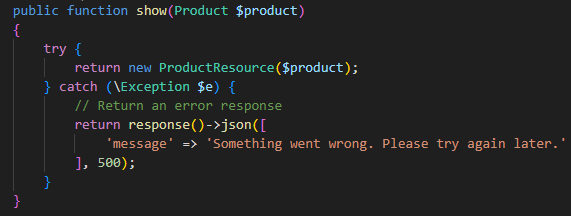 public function show(Product $product)
{
    try {
        return new ProductResource($product);
    } catch (\Exception $e) {
        // Return an error response
        return response()->json([
            'message' => 'Something went wrong. Please try again later.'
        ], 500);
    }
}